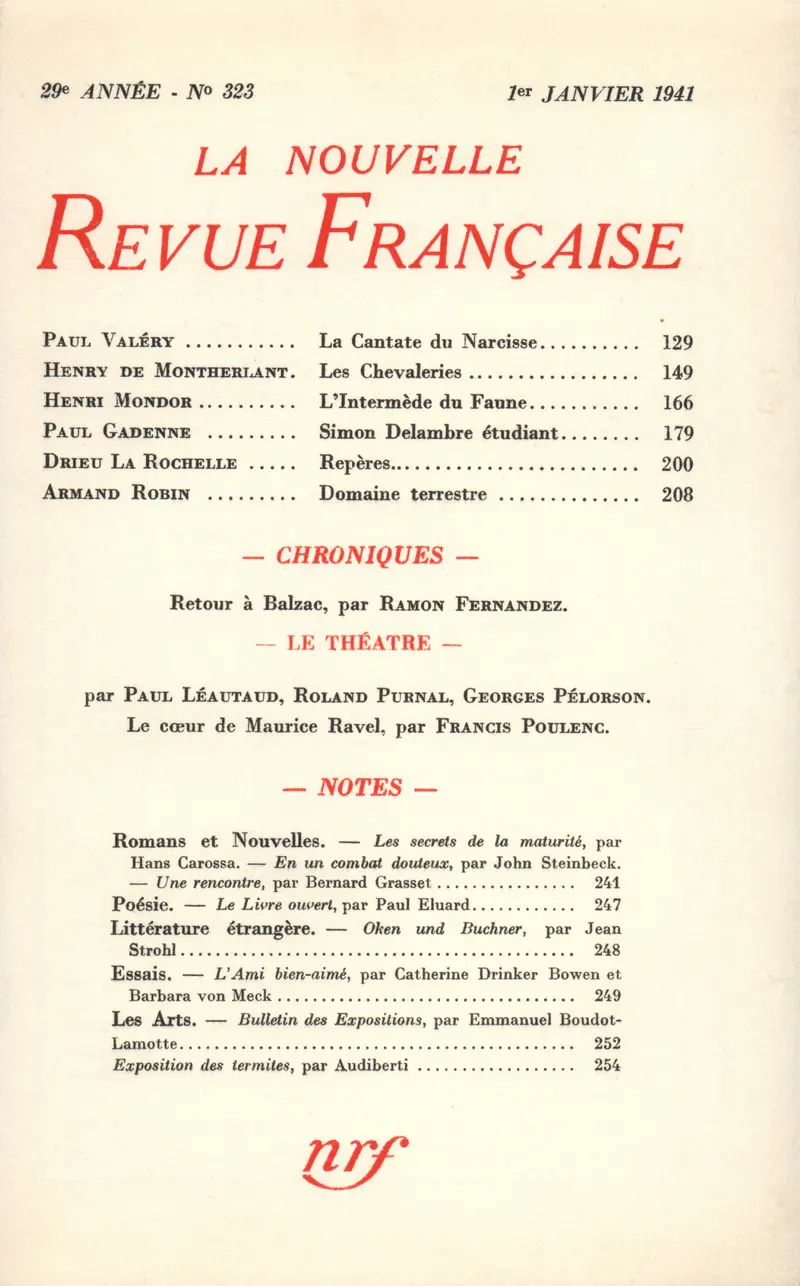 29e ANNÉE - No 323 1er JANVIER 1941
LA NOUVELLE
REVUE FRANÇAISE
PAUL VALÉRY ........... La Cantate du Narcisse.......... 129
HENRY DE MONTHERLANT. Les Chevaleries ................. 149
HENRI MONDOR .......... L'Intermède du Faune........... 166
PAUL GADENNE ......... Simon Delambre étudiant........ 179
DRIEU LA ROCHELLE ..... Repères......................... 200
ARMAND ROBIN ......... Domaine terrestre .............. 208
— CHRONIQUES —
Retour à Balzac, par RAMON FERNANDEZ.
— LE THÉATRE —
par PAUL LÉAUTAUD, ROLAND PURNAL, GEORGES PÉLORSON.
Le cœur de Maurice Ravel, par FRANCIS POULENC.
— NOTES —
Romans et Nouvelles. — Les secrets de la maturité, par
Hans Carossa. — En un combat douteux, par John Steinbeck.
— Une rencontre, par Bernard Grasset ................ 241
Poésie. — Le Livre ouvert, par Paul Eluard............ 247
Littérature étrangère. — Oken und Buchner, par Jean
Strohl............................................ 248
Essais. — L'Ami bien-aimé, par Catherine Drinker Bowen et
Barbara von Meck ................................. 249
Les Arts. — Bulletin des Expositions, par Emmanuel Boudot-
Lamotte............................................ 252
Exposition des termites, par Audiberti .................. 254
nrf